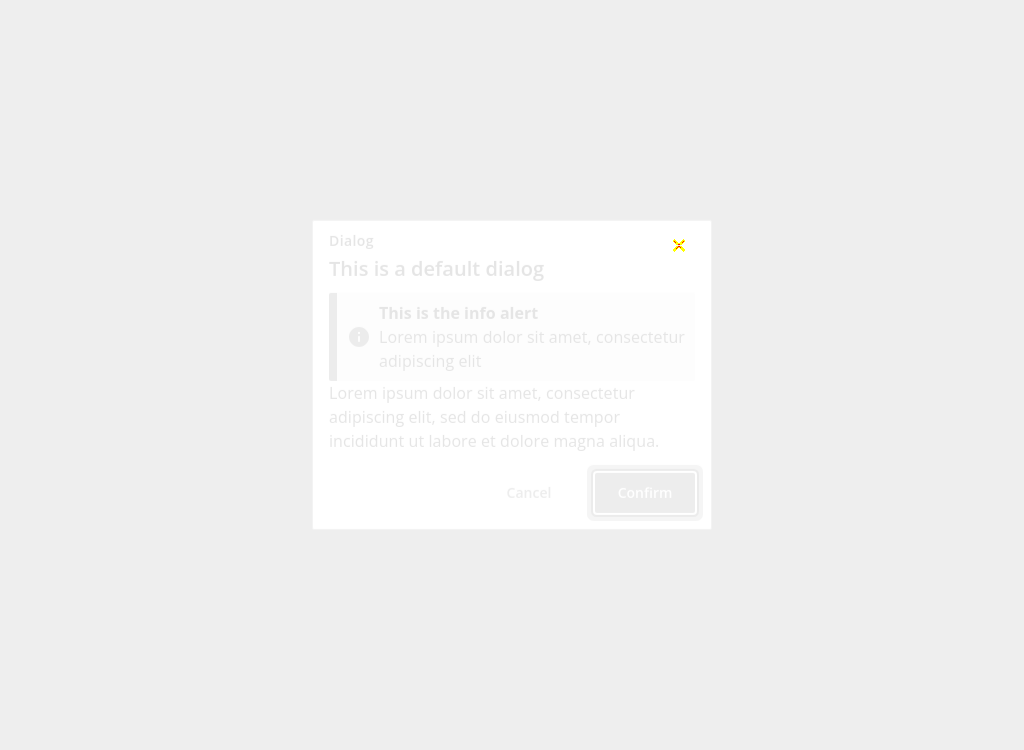 Dialog
This is a default dialog
This is the info alert
Lorem ipsum dolor sit amet, consectetur
adipiscing elit
Lorem ipsum dolor sit amet, consectetur
adipiscing elit, sed do eiusmod tempor
incididunt ut labore et dolore magna aliqua.
Cancel Confirm